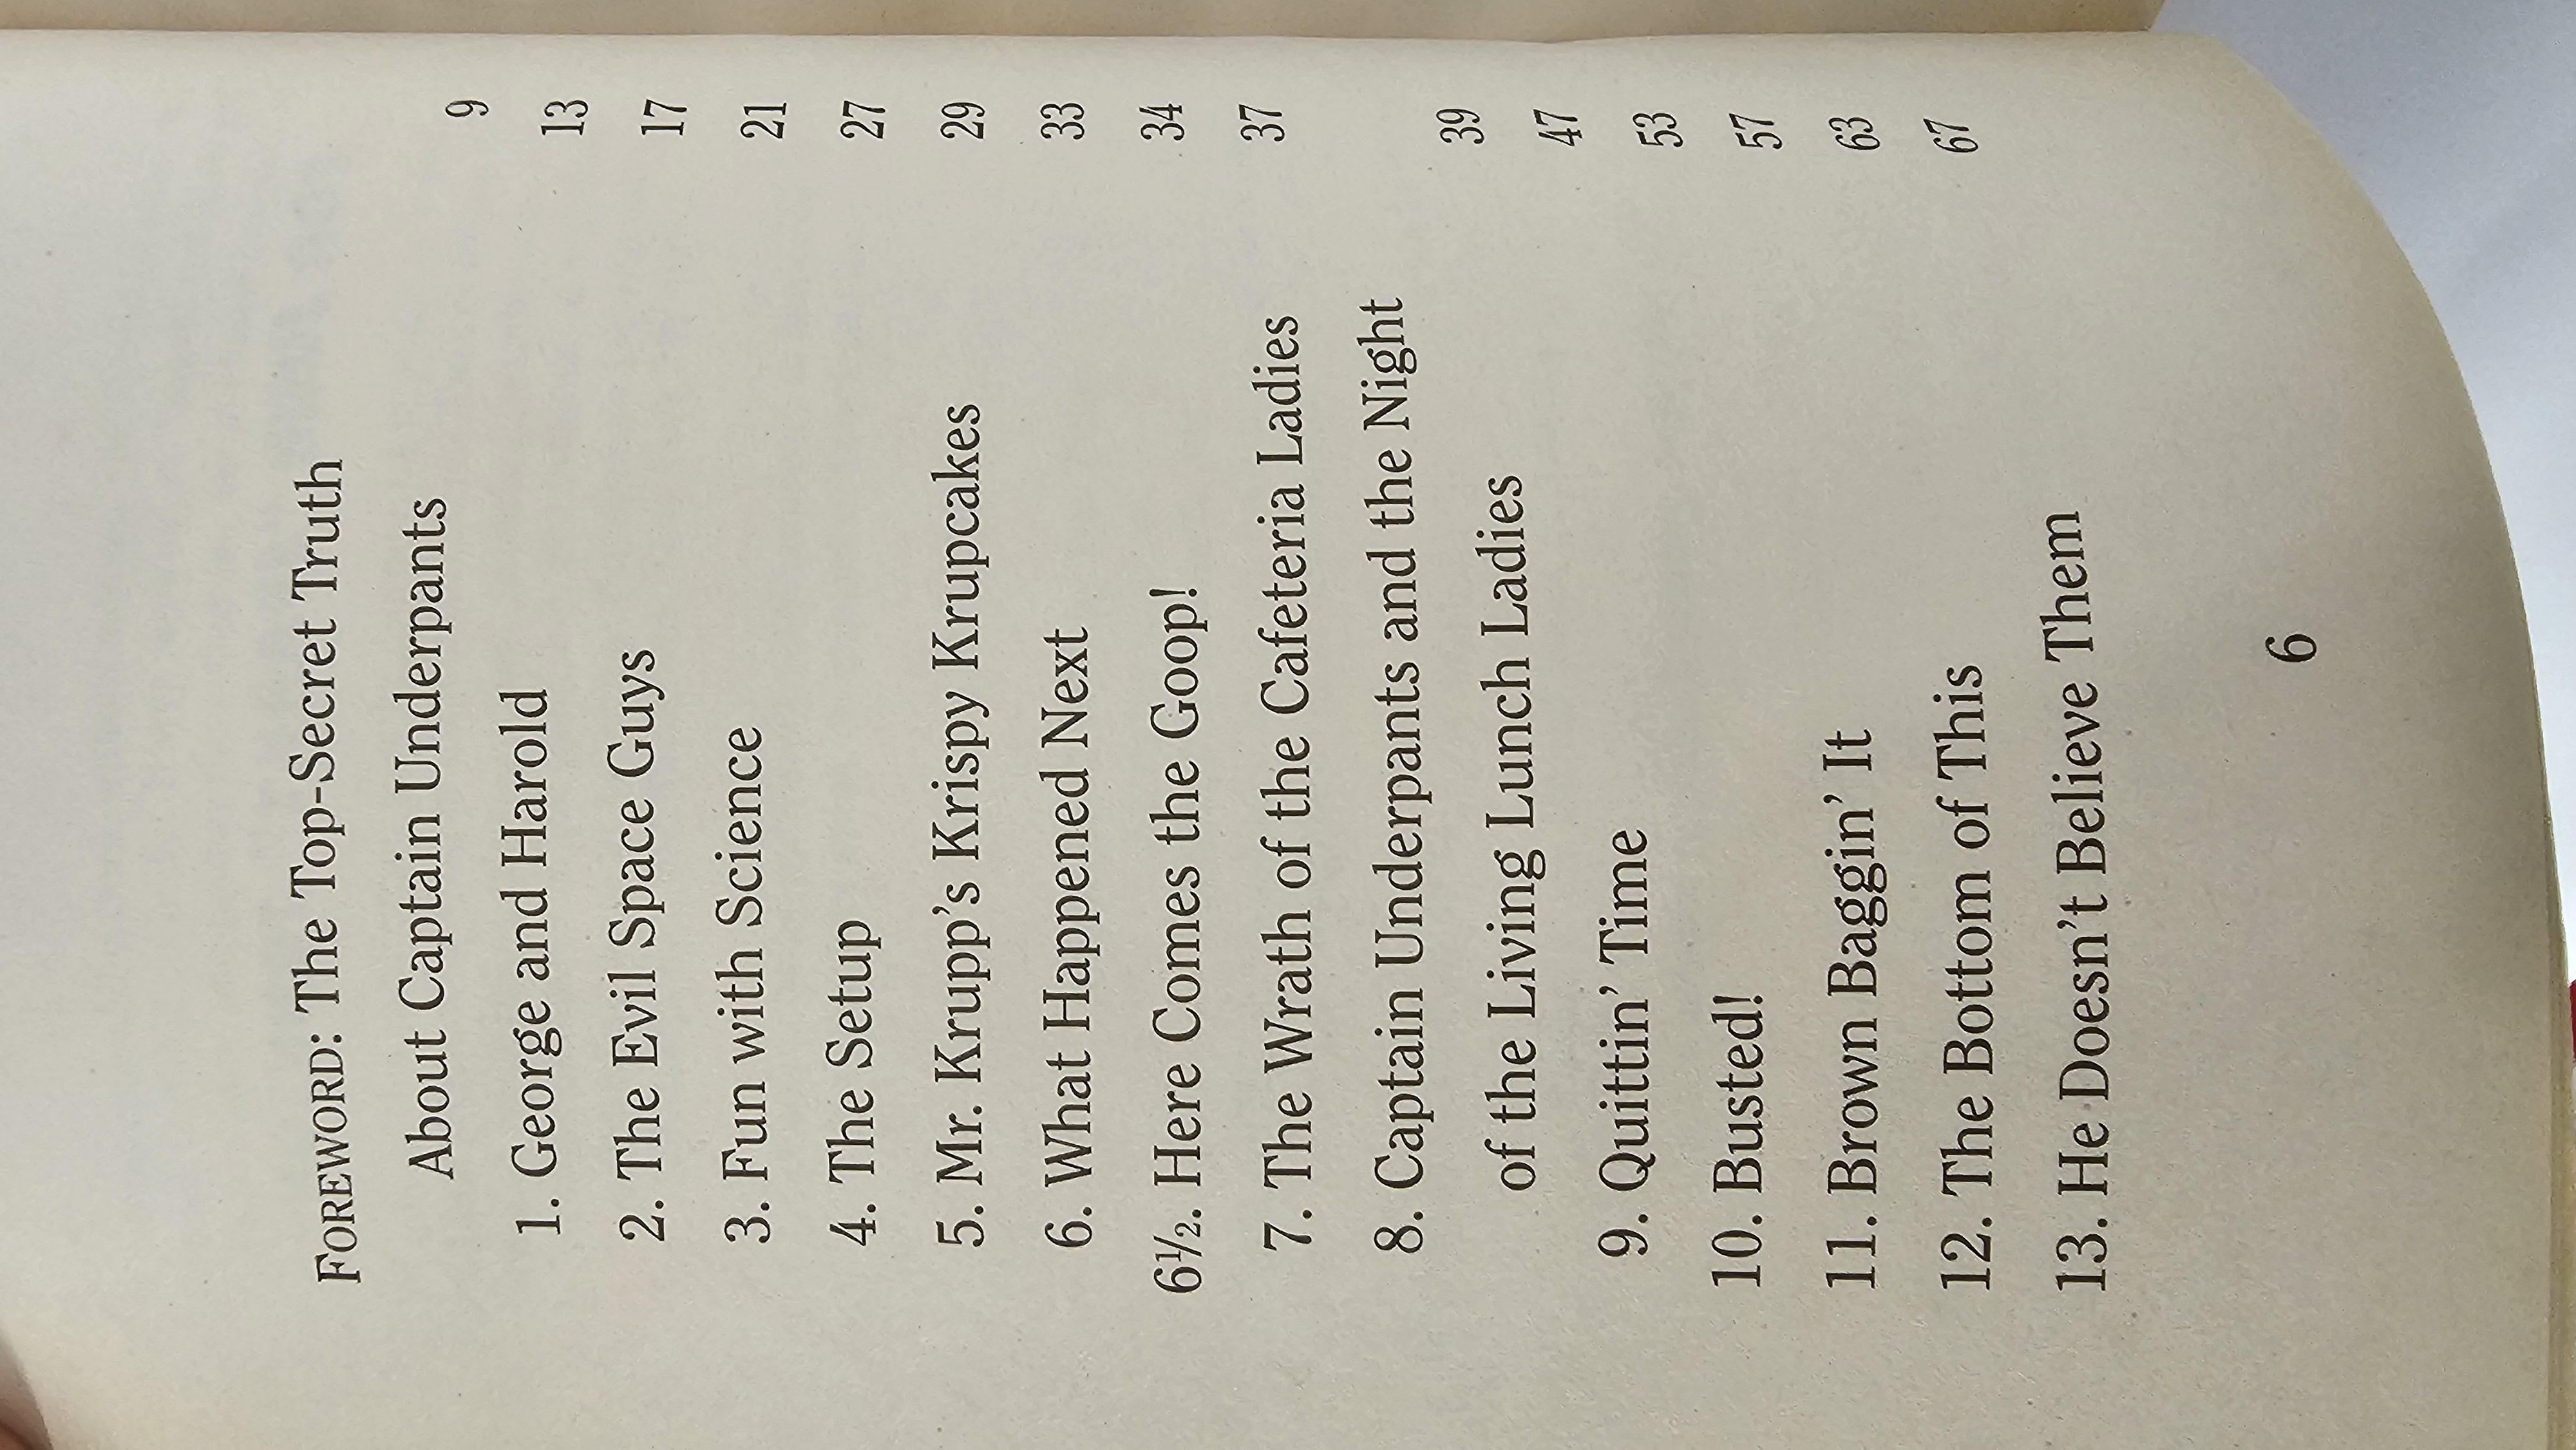 FOREWORD: The Top-Secret Truth
About Captain Underpants 9
1. George and Harold 13
2. The Evil Space Guys 17
3. Fun with Science 21
4. The Setup 27
5. Mr. Krupp’s Krispy Krupcakes 29
6. What Happened Next 33
6½. Here Comes the Goop! 34
7. The Wrath of the Cafeteria Ladies 37
8. Captain Underpants and the Night
of the Living Lunch Ladies 39
9. Quittin’ Time 47
10. Busted! 53
11. Brown Baggin’ It 57
12. The Bottom of This 63
13. He Doesn’t Believe Them 67
6